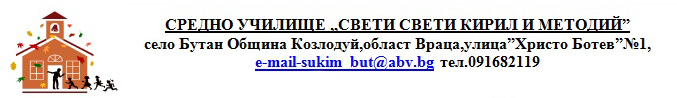 СРЕДНО УЧИЛИЩЕ „СВЕТИ СВЕТИ КИРИЛ И МЕТОДИЙ”
село Бутан Община Козлодуй,област Враца,улица”Христо Ботев”№1,
e-mail-sukim_but@abv.bg тел.091682119